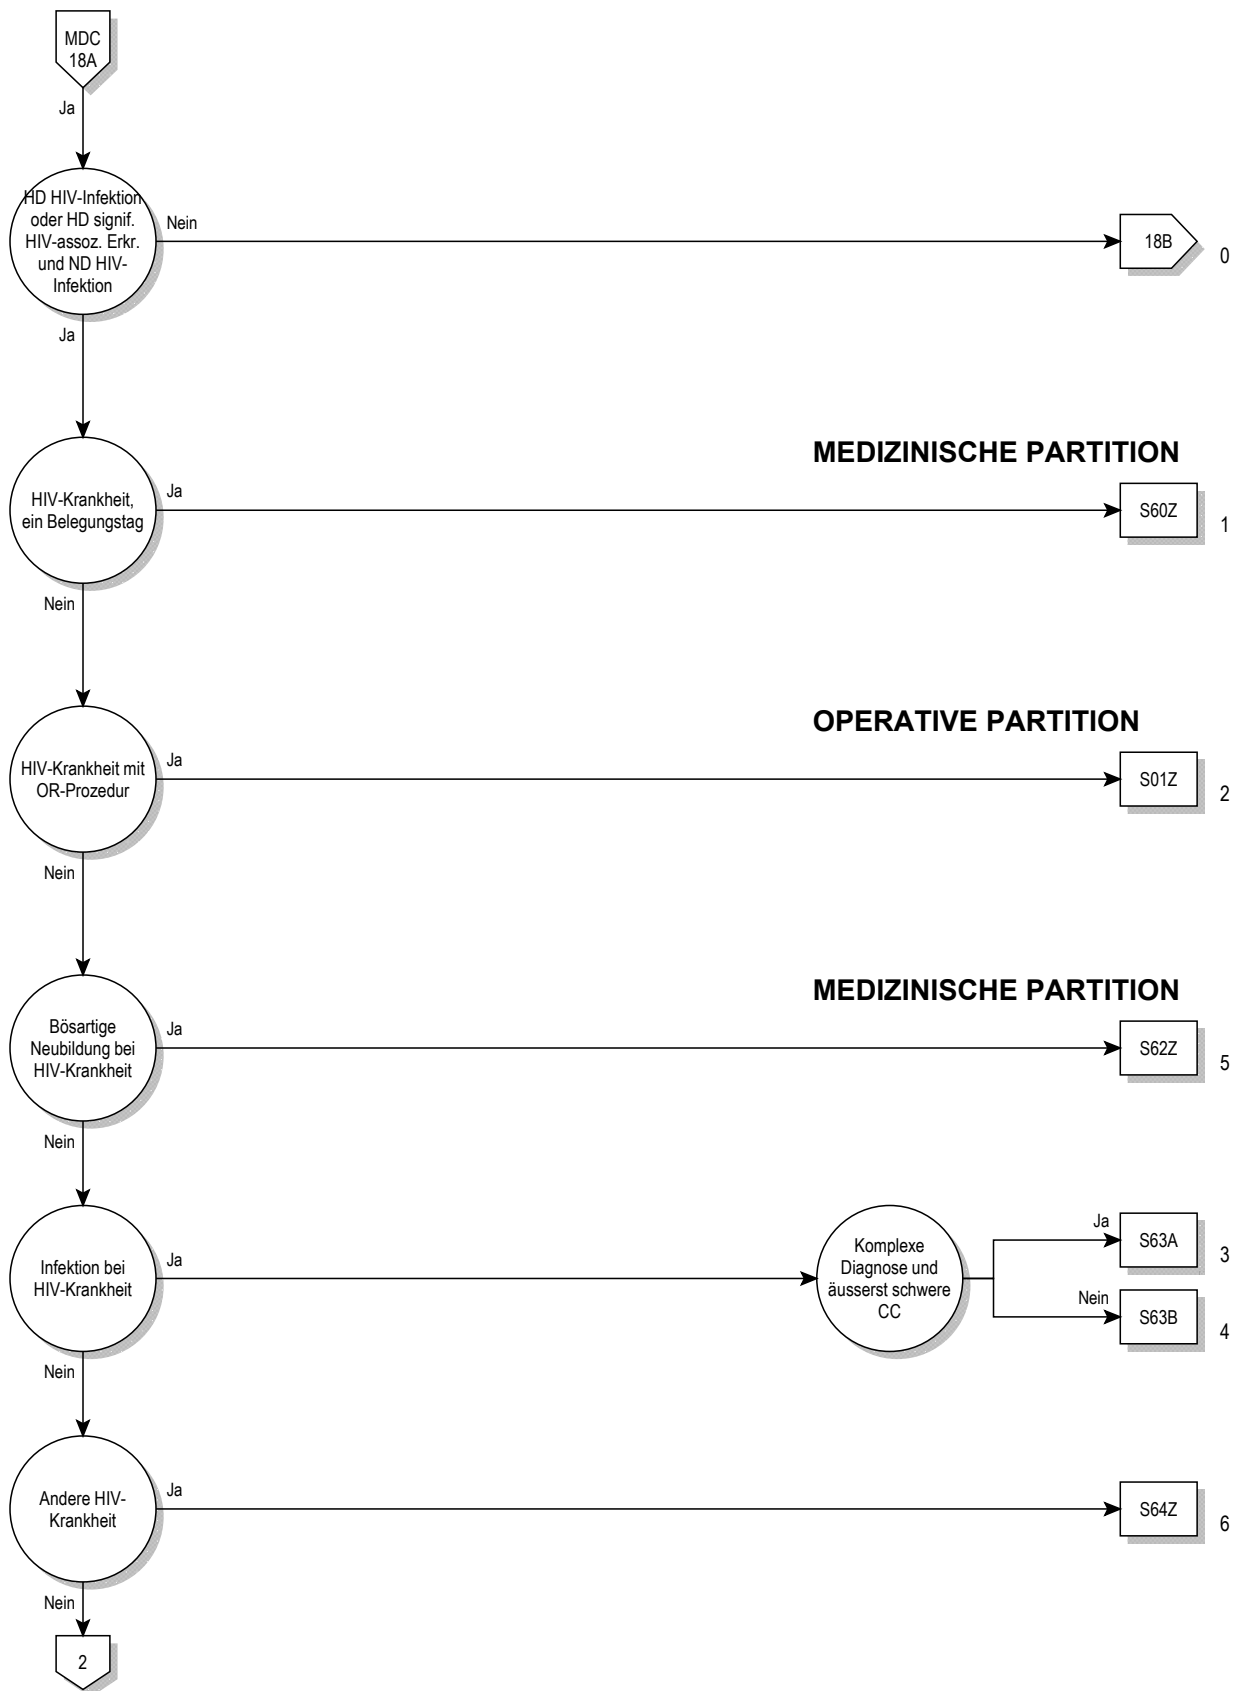 MDC
18A
Ja
HD HIV-Infektion
oder HD signif.
HIV-assoz. Erkr.
und ND HIV-
Infektion
Nein
18B
0
Ja
MEDIZINISCHE PARTITION
HIV-Krankheit,
ein Belegungstag
Ja
S60Z
1
Nein
OPERATIVE PARTITION
HIV-Krankheit mit
OR-Prozedur
Ja
S01Z
2
Nein
MEDIZINISCHE PARTITION
Bösartige
Neubildung bei
HIV-Krankheit
Ja
S62Z
5
Nein
Infektion bei
HIV-Krankheit
Ja
Komplexe
Diagnose und
äusserst schwere
CC
Ja
S63A
3
Nein
S63B
4
Nein
Andere HIV-
Krankheit
Ja
S64Z
6
Nein
2